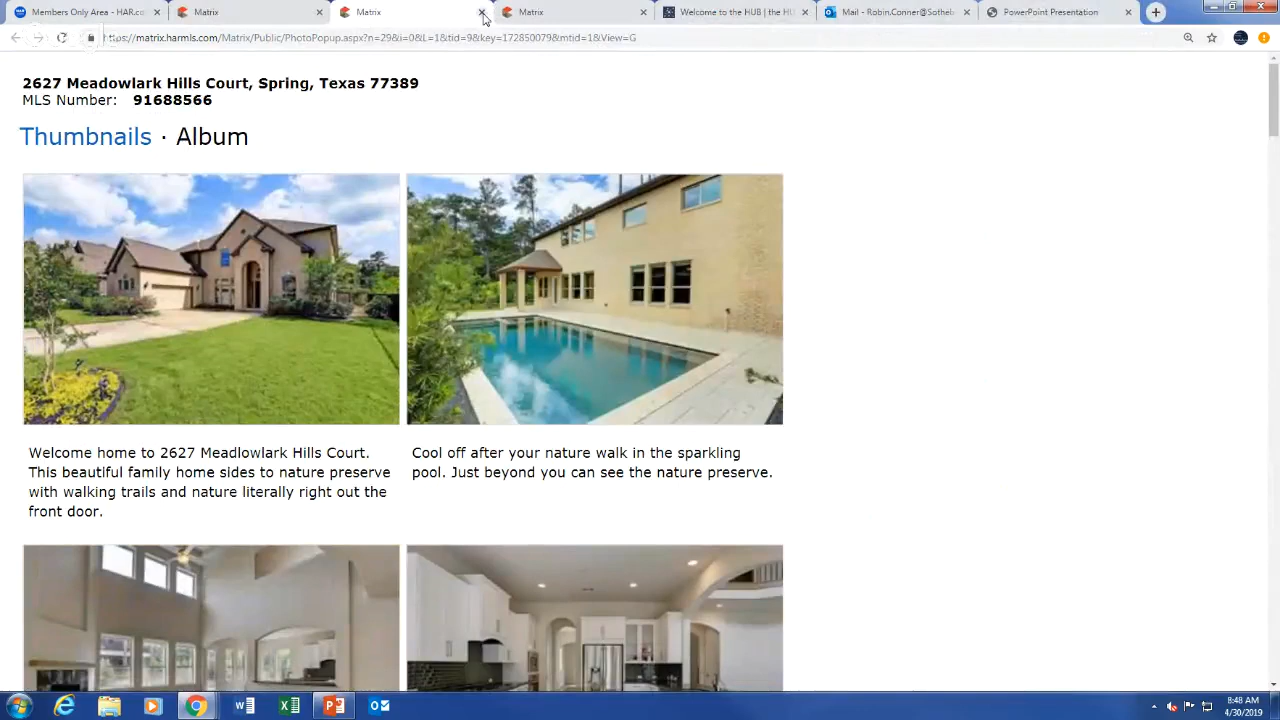 Members Only Area - HAR.co
Matrix
Matrix
Matrix
Welcome to the HUB | the HU
Mail - Robin.Conner@Sothel
PowerPoint Presentation
ttps://matrix.harmls.com/Matrix/Public/PhotoPopup.aspx?n=29&i=0&L=1&tid=9&key=172850079&mtid=1&View=G
2627 Meadowlark Hills Court, Spring, Texas 77389
MLS Number: 91688566
Thumbnails · Album
Welcome home to 2627 Meadlowlark Hills Court.
This beautiful family home sides to nature preserve
with walking trails and nature literally right out the
front door.
Cool off after your nature walk in the sparkling
pool. Just beyond you can see the nature preserve.
8:48 AM
4/30/2019